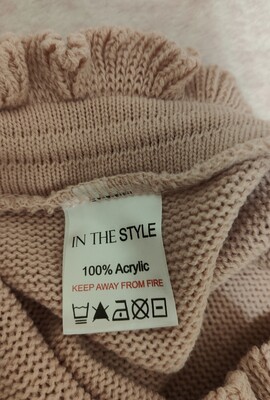 IN THE STYLE
100% Acrylic
KEEP AWAY FROM FIRE